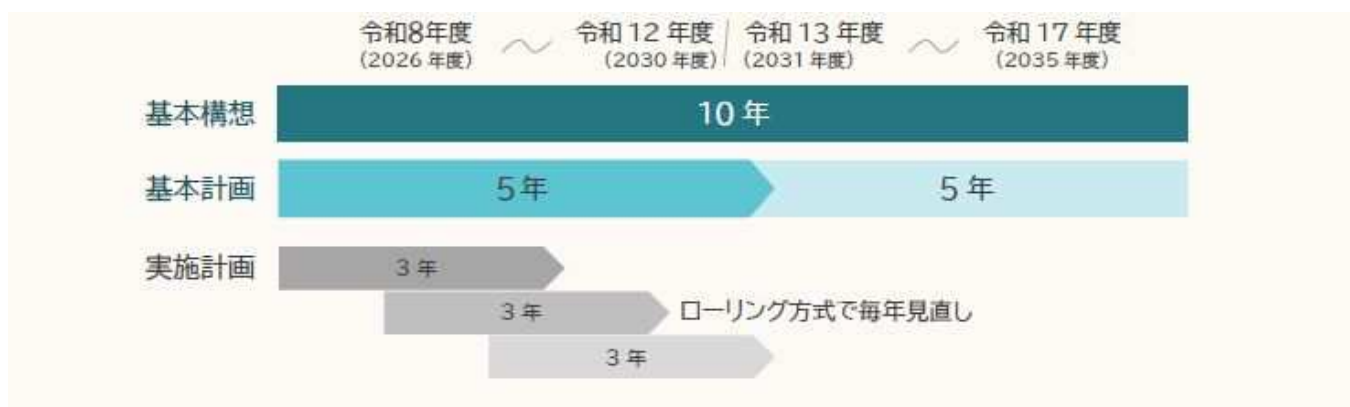 令和8年度 ～ 令和 12 年度 令和 13 年度 ～ 令和 17 年度
(2026 年度) (2030 年度) (2031 年度) (2035 年度)
基本構想 10 年
基本計画 5 年 5 年
実施計画 3 年
3 年 ローリング方式で毎年見直し
3 年